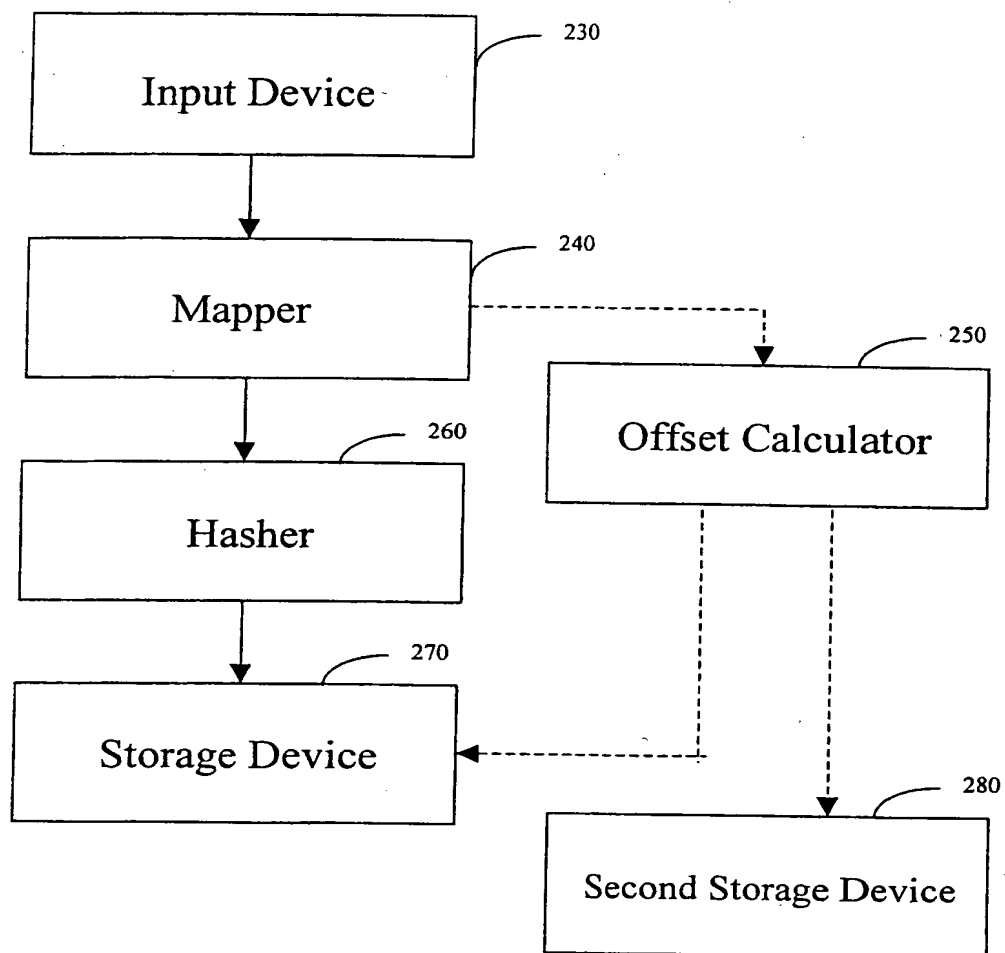 230
Input Device
240
Mapper
250
Offset Calculator
260
Hasher
270
Storage Device
280
Second Storage Device